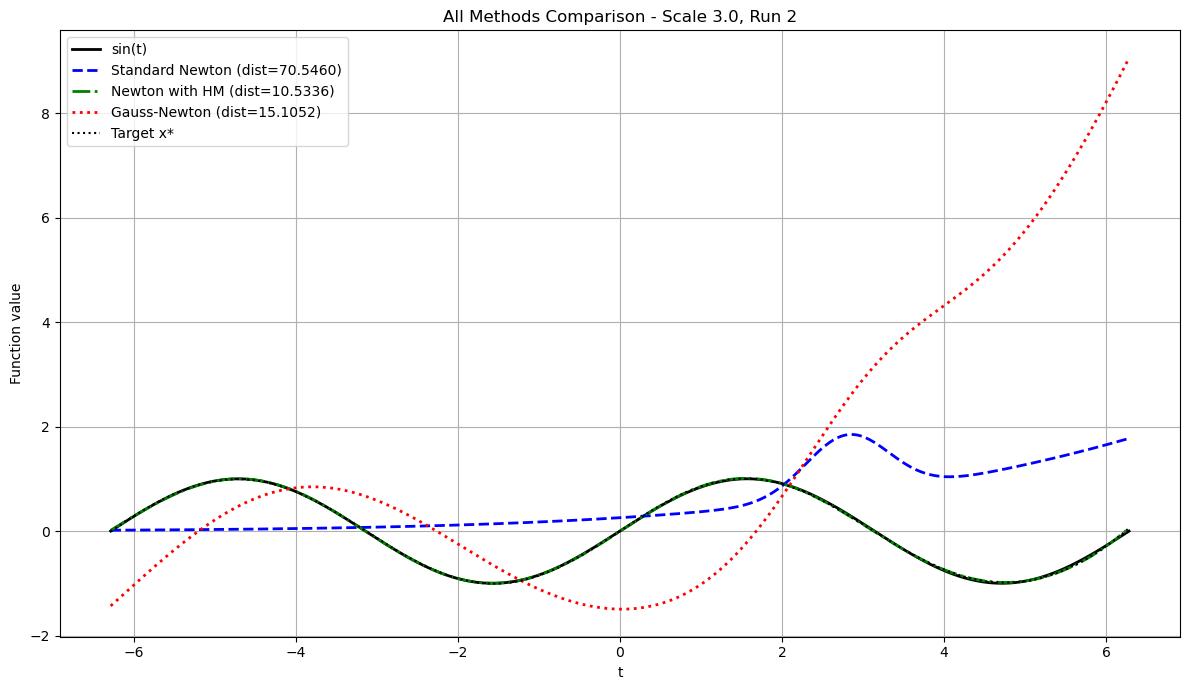 All Methods Comparison - Scale 3.0, Run 2
sin(t)
Standard Newton (dist=70.5460)
Newton with HM (dist=10.5336)
Gauss-Newton (dist=15.1052)
Target x*
Function value
8
6
4
2
0
−2
−6
−4
−2
0
2
4
6
t